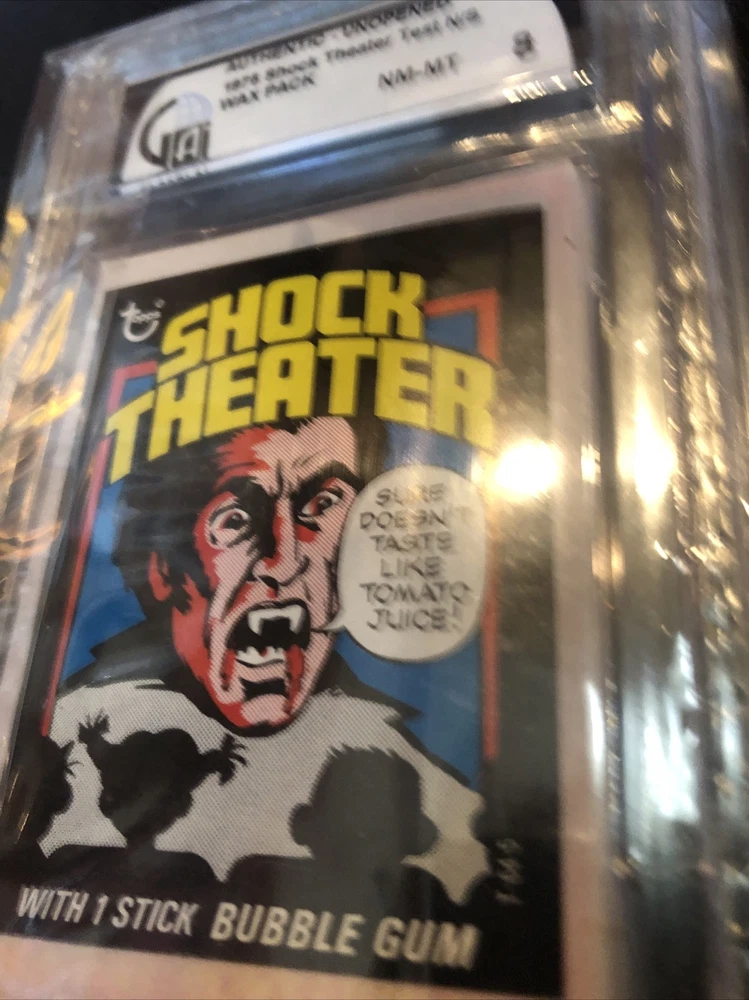 AUTHENTIC - UNOPENED
Shock Theater Test
WAX PACK
NM-MT
8
GAI
topps
SHOCK
THEATER
SURE
DOESN'T
TASTE
LIKE
TOMATO
JUICE!
WITH 1 STICK BUBBLE GUM